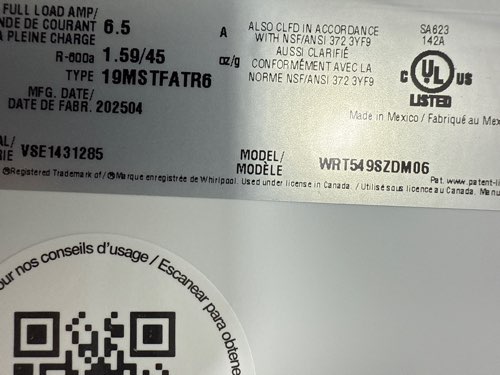 FULL LOAD AMP/
DE COURANT 6.5 A
PLEINE CHARGE
R-600a 1.59/45 oz/g
TYPE 19MSTFATR6
MFG. DATE/
DATE DE FABR. 202504
VSE1431285
ALSO CLFD IN ACCORDANCE
WITH NSF/ANSI 372 3YF9
AUSSI CLARIFIÉ
CONFORMÉMENT AVEC LA
NORME NSF/ANSI 372 3YF9
SA623
142A
C UL US
LISTED
Made in Mexico / Fabriqué au Mex
MODEL/
MODÈLE WRT549SZDM06
®Registered Trademark of/®Marque enregistrée de Whirlpool. Used under license in Canada. / Utilisé sous licence au Canada.
Pat. www.patent-li
nos conseils d'usage / Escanear para obtene